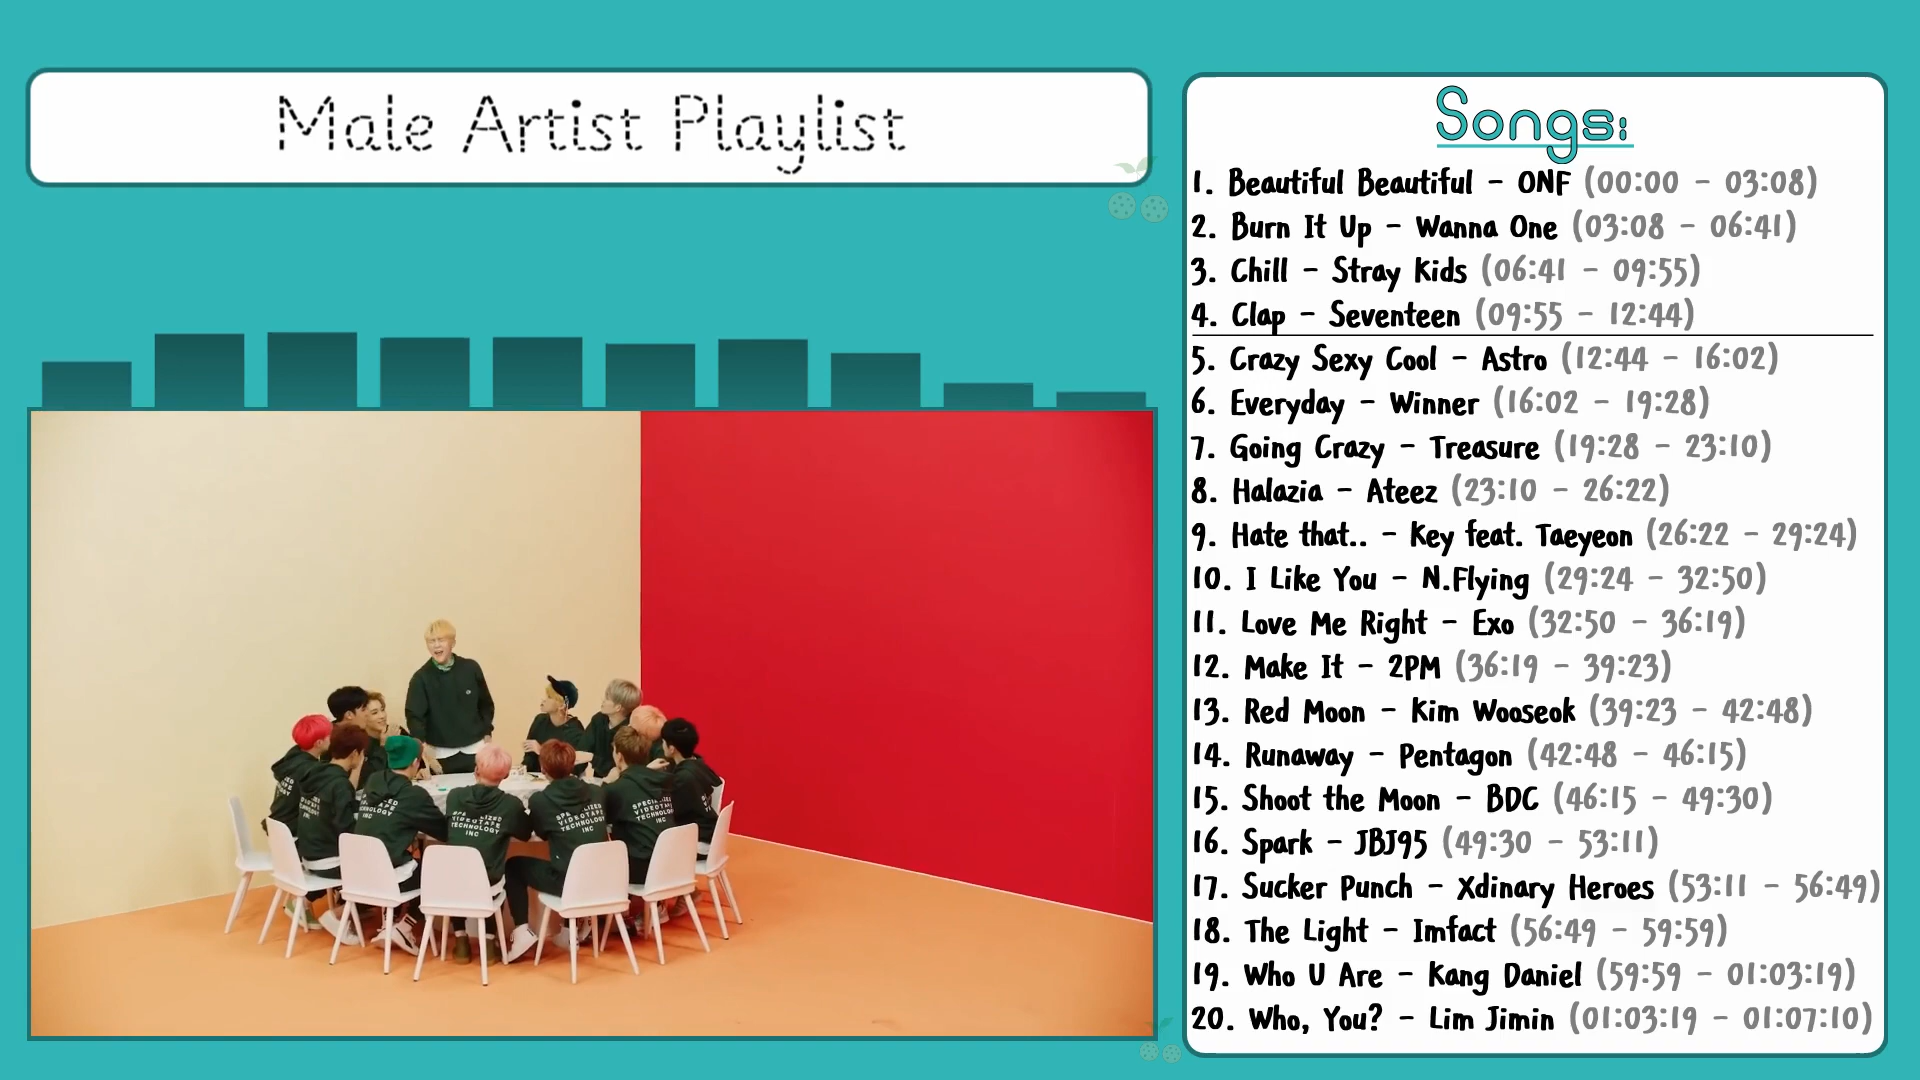 Male Artist Playlist
Songs:
1. Beautiful Beautiful - ONF (00:00 - 03:08)
2. Burn It Up - Wanna One (03:08 - 06:41)
3. Chill - Stray Kids (06:41 - 09:55)
4. Clap - Seventeen (09:55 - 12:44)
5. Crazy Sexy Cool - Astro (12:44 - 16:02)
6. Everyday - Winner (16:02 - 19:28)
7. Going Crazy - Treasure (19:28 - 23:10)
8. Halazia - Ateez (23:10 - 26:22)
9. Hate that.. - Key feat. Taeyeon (26:22 - 29:24)
10. I Like You - N.Flying (29:24 - 32:50)
11. Love Me Right - Exo (32:50 - 36:19)
12. Make It - 2PM (36:19 - 39:23)
13. Red Moon - Kim Wooseok (39:23 - 42:48)
14. Runaway - Pentagon (42:48 - 46:15)
15. Shoot the Moon - BDC (46:15 - 49:30)
16. Spark - JBJ95 (49:30 - 53:11)
17. Sucker Punch - Xdinary Heroes (53:11 - 56:49)
18. The Light - Imfact (56:49 - 59:59)
19. Who U Are - Kang Daniel (59:59 - 01:03:19)
20. Who, You? - Lim Jimin (01:03:19 - 01:07:10)
SPECIALIZED
VIDEOTAPE
TECHNOLOGY
INC